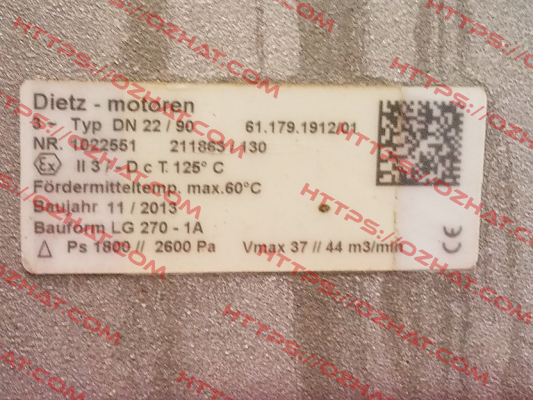 Dietz - motoren
3 ~ Typ DN 22 / 90 61.179.1912/01
NR. 1022551 211863 130
Ex II 3 / - D c T. 125° C
Fördermitteltemp. max.60°C
Baujahr 11 / 2013
Bauform LG 270 - 1A
△ Ps 1800 // 2600 Pa Vmax 37 // 44 m3/min
CE
HTTPS://OZHAT.COM